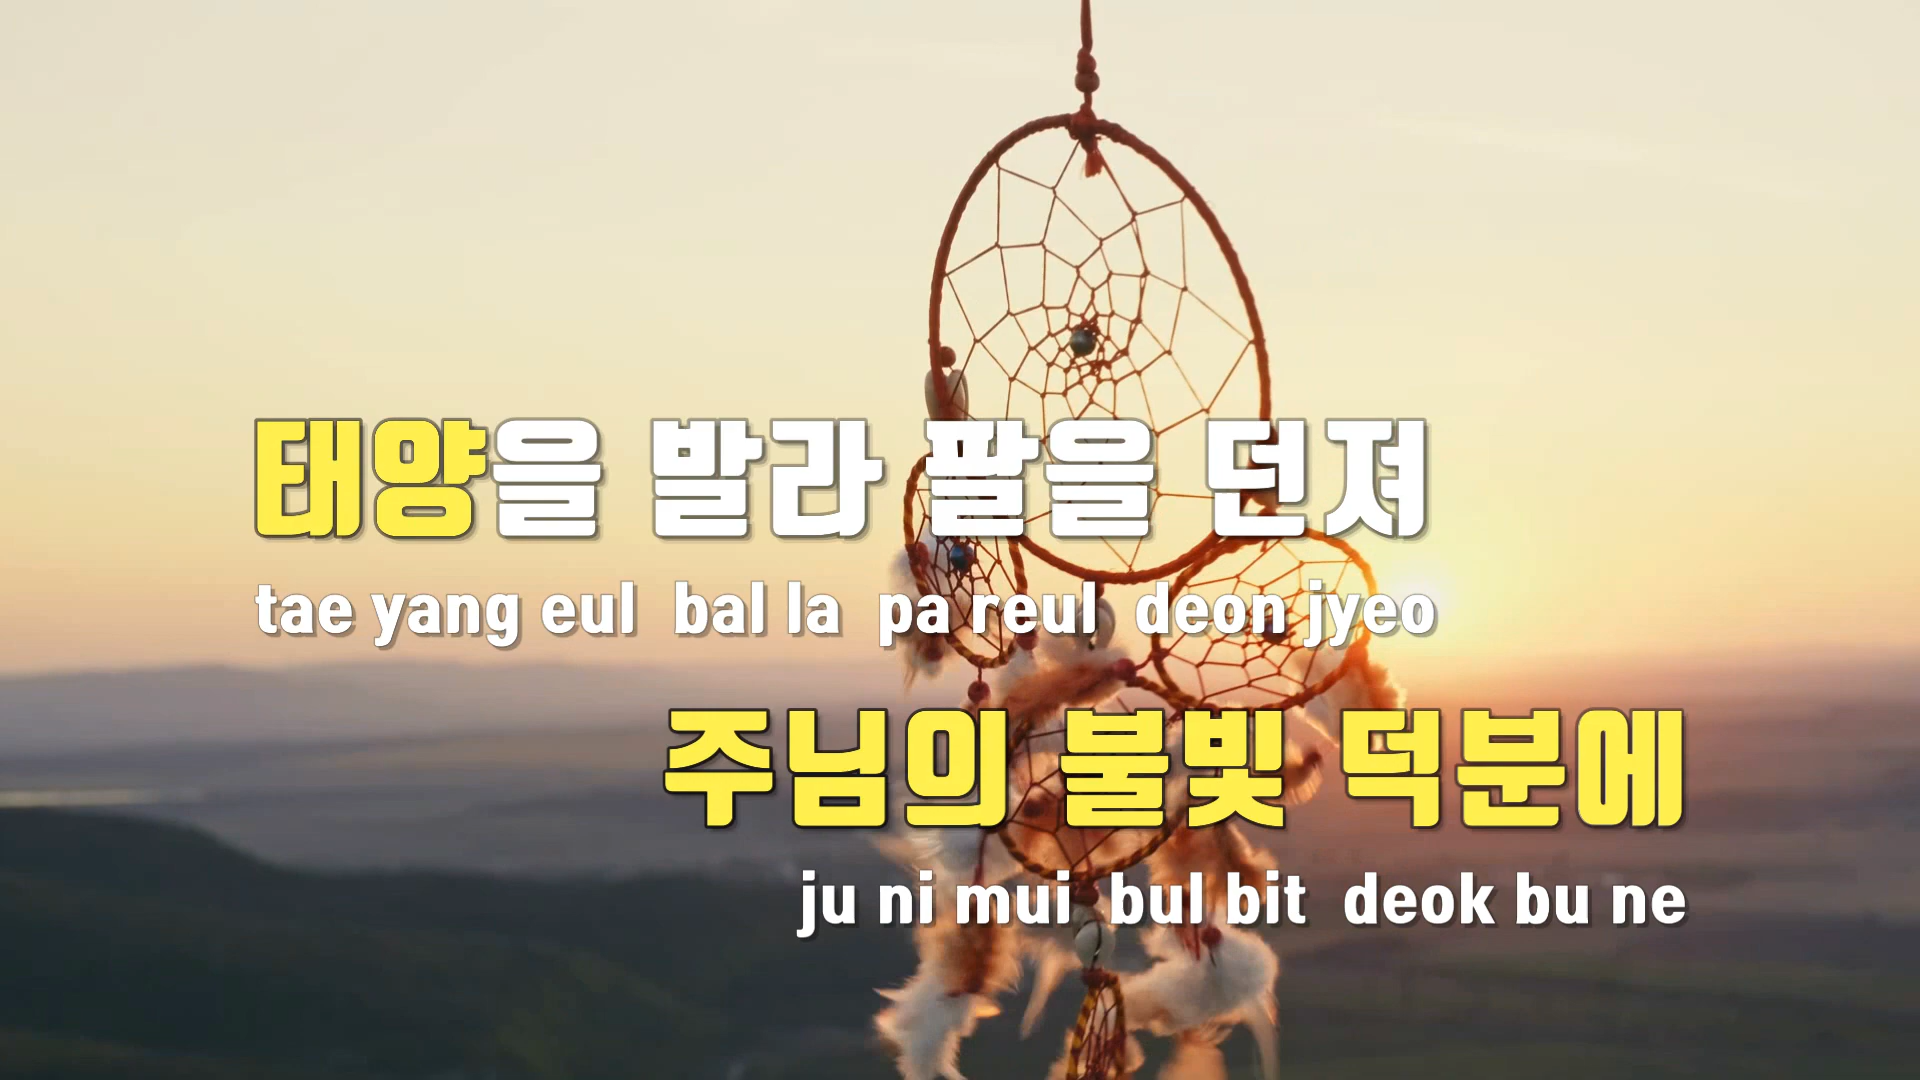 태양을 발라 팔을 던져
tae yang eul bal la pa reul deon jyeo
주님의 불빛 덕분에
ju ni mui bul bit deok bu ne